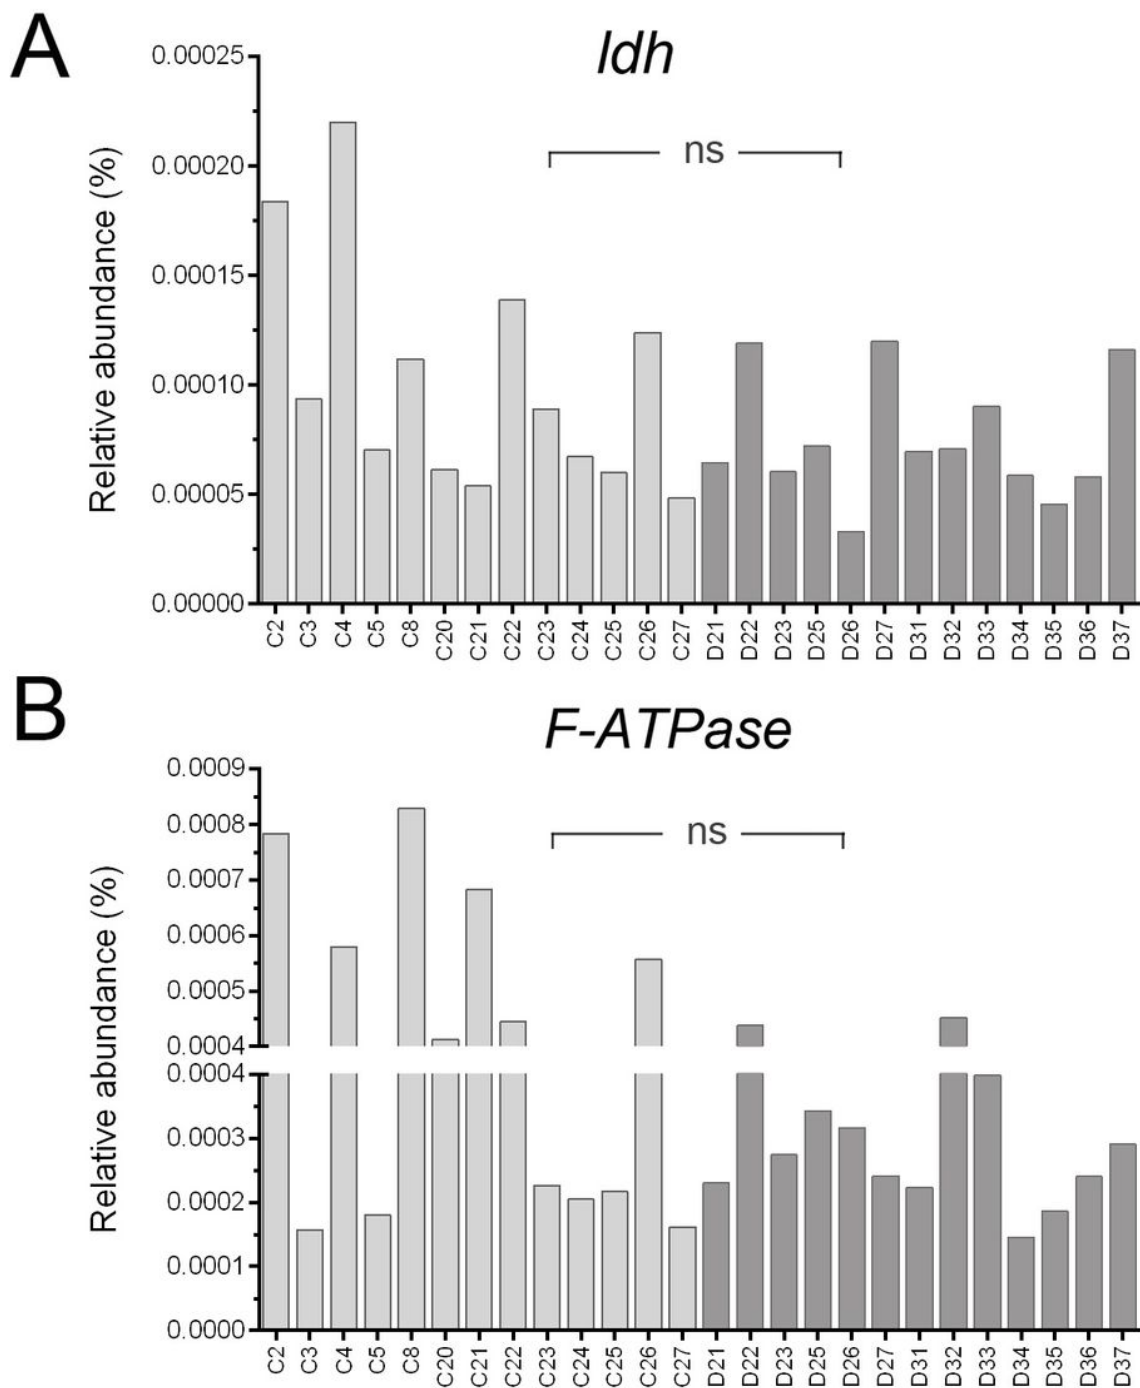 A
ldh
Relative abundance (%)
0.00025
0.00020
0.00015
0.00010
0.00005
0.00000
ns
C2 C3 C4 C5 C8 C20 C21 C22 C23 C24 C25 C26 C27 D21 D22 D23 D25 D26 D27 D31 D32 D33 D34 D35 D36 D37
B
F-ATPase
Relative abundance (%)
0.0009
0.0008
0.0007
0.0006
0.0005
0.0004
ns
Relative abundance (%)
0.0004
0.0003
0.0002
0.0001
0.0000
C2 C3 C4 C5 C8 C20 C21 C22 C23 C24 C25 C26 C27 D21 D22 D23 D25 D26 D27 D31 D32 D33 D34 D35 D36 D37